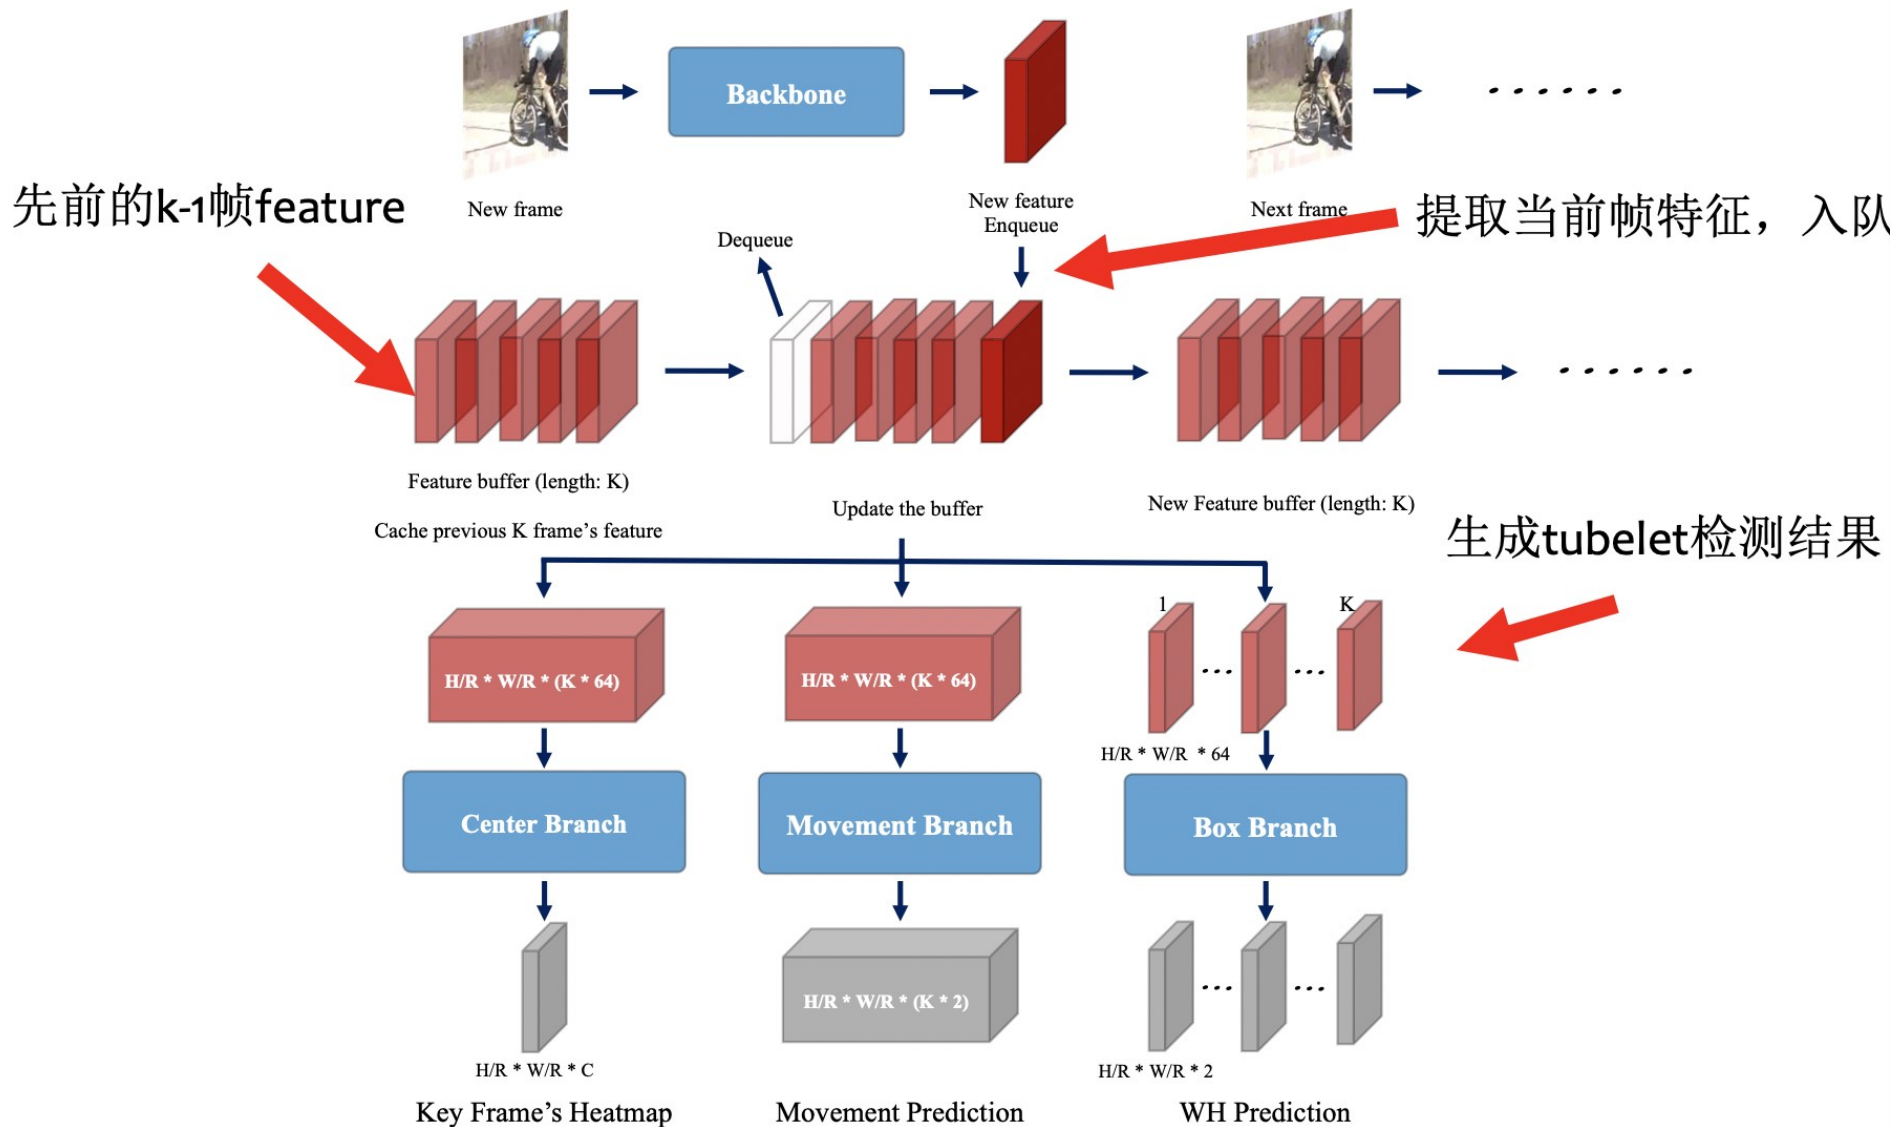 Backbone
New frame
New feature
Enqueue
Next frame
先前的k-1帧feature
提取当前帧特征，入队
Dequeue
Feature buffer (length: K)
Cache previous K frame’s feature
Update the buffer
New Feature buffer (length: K)
生成tubelet检测结果
1
K
H/R * W/R * (K * 64)
H/R * W/R * (K * 64)
H/R * W/R * 64
Center Branch
Movement Branch
Box Branch
H/R * W/R * (K * 2)
H/R * W/R * C
H/R * W/R * 2
Key Frame’s Heatmap
Movement Prediction
WH Prediction